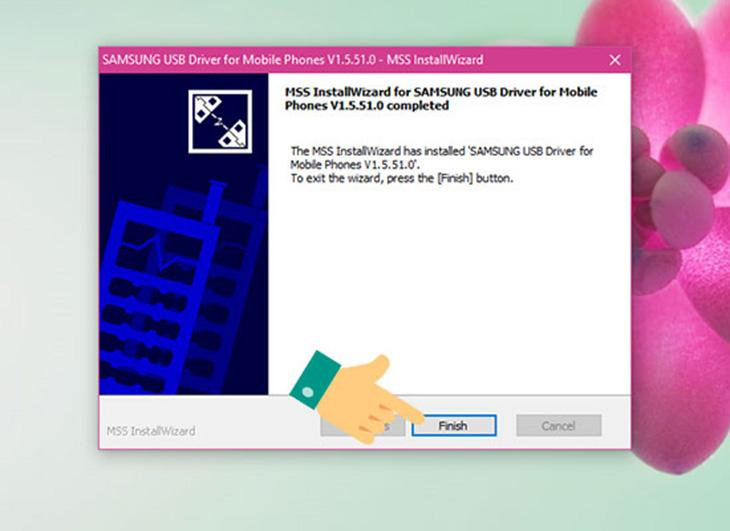 SAMSUNG USB Driver for Mobile Phones V1.5.51.0 - MSS InstallWizard
MSS InstallWizard for SAMSUNG USB Driver for Mobile
Phones V1.5.51.0 completed
The MSS InstallWizard has installed 'SAMSUNG USB Driver for
Mobile Phones V1.5.51.0'.
To exit the wizard, press the [Finish] button.
MSS InstallWizard
Finish
Cancel